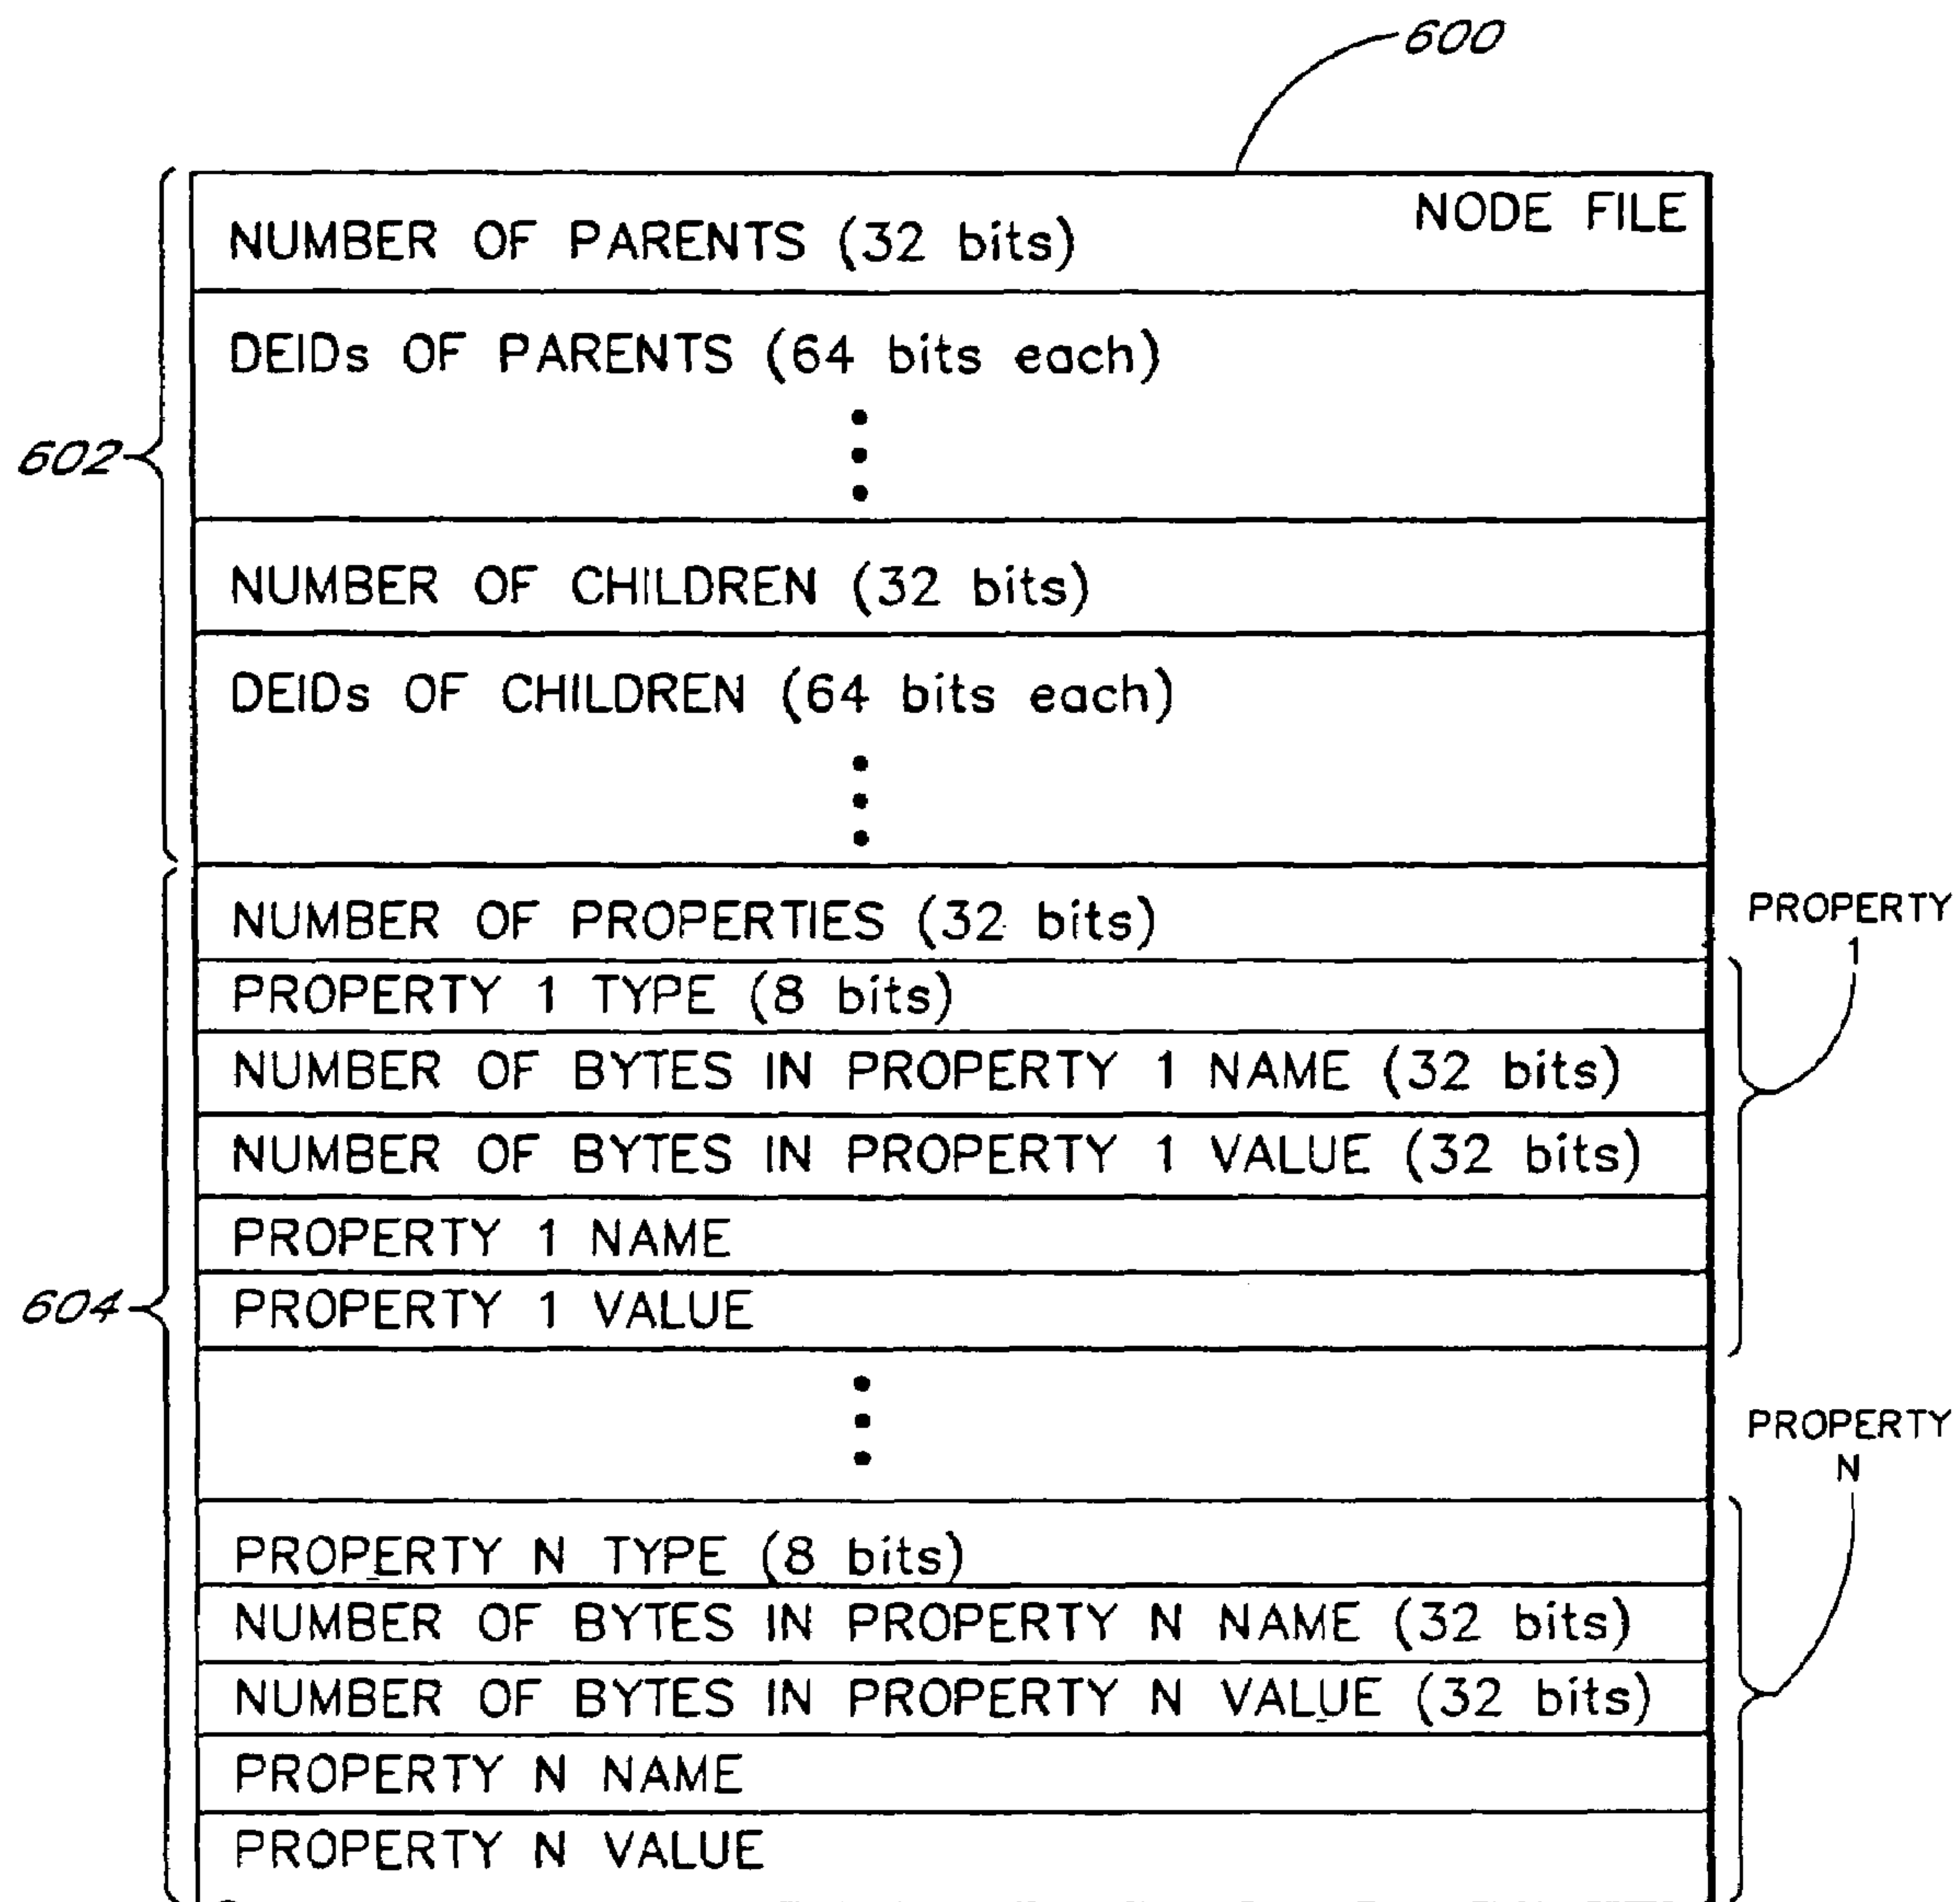 600
NODE FILE
NUMBER OF PARENTS (32 bits)
DEIDs OF PARENTS (64 bits each)
602
NUMBER OF CHILDREN (32 bits)
DEIDs OF CHILDREN (64 bits each)
NUMBER OF PROPERTIES (32 bits)
PROPERTY
1
PROPERTY 1 TYPE (8 bits)
NUMBER OF BYTES IN PROPERTY 1 NAME (32 bits)
NUMBER OF BYTES IN PROPERTY 1 VALUE (32 bits)
PROPERTY 1 NAME
604
PROPERTY 1 VALUE
PROPERTY
N
PROPERTY N TYPE (8 bits)
NUMBER OF BYTES IN PROPERTY N NAME (32 bits)
NUMBER OF BYTES IN PROPERTY N VALUE (32 bits)
PROPERTY N NAME
PROPERTY N VALUE